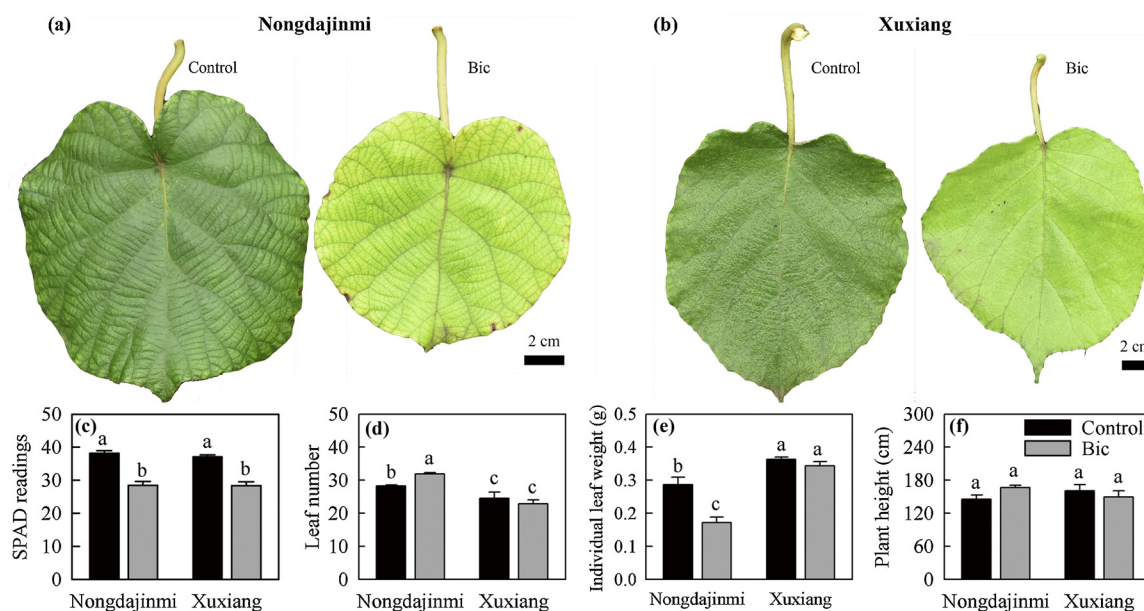 (a) Nongdajinmi
Control
Bic
2 cm
(b) Xuxiang
Control
Bic
2 cm
(c)
SPAD readings
50
40
30
20
10
0
a
b
a
b
Nongdajinmi Xuxiang
(d)
Leaf number
50
40
30
20
10
0
b
a
c
c
Nongdajinmi Xuxiang
(e)
Individual leaf weight (g)
0.5
0.4
0.3
0.2
0.1
0.0
b
c
a
a
Nongdajinmi Xuxiang
(f)
Control
Bic
Plant height (cm)
300
240
180
120
60
0
a
a
a
a
Nongdajinmi Xuxiang